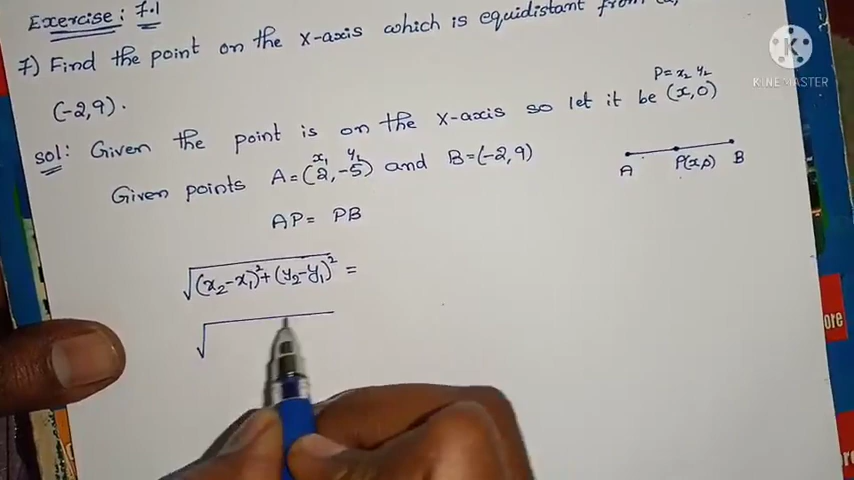 Exercise: 7.1
7) Find the point on the x-axis which is equidistant from
(-2,9).
P = x₂ y₂
sol: Given the point is on the x-axis so let it be (x,0)
x₁ y₂
Given points A=(2,-5) and B=(-2,9)
A P(x,0) B
AP = PB
√(x₂-x₁)²+(y₂-y₁)² =
√
K
KINEMASTER
ore